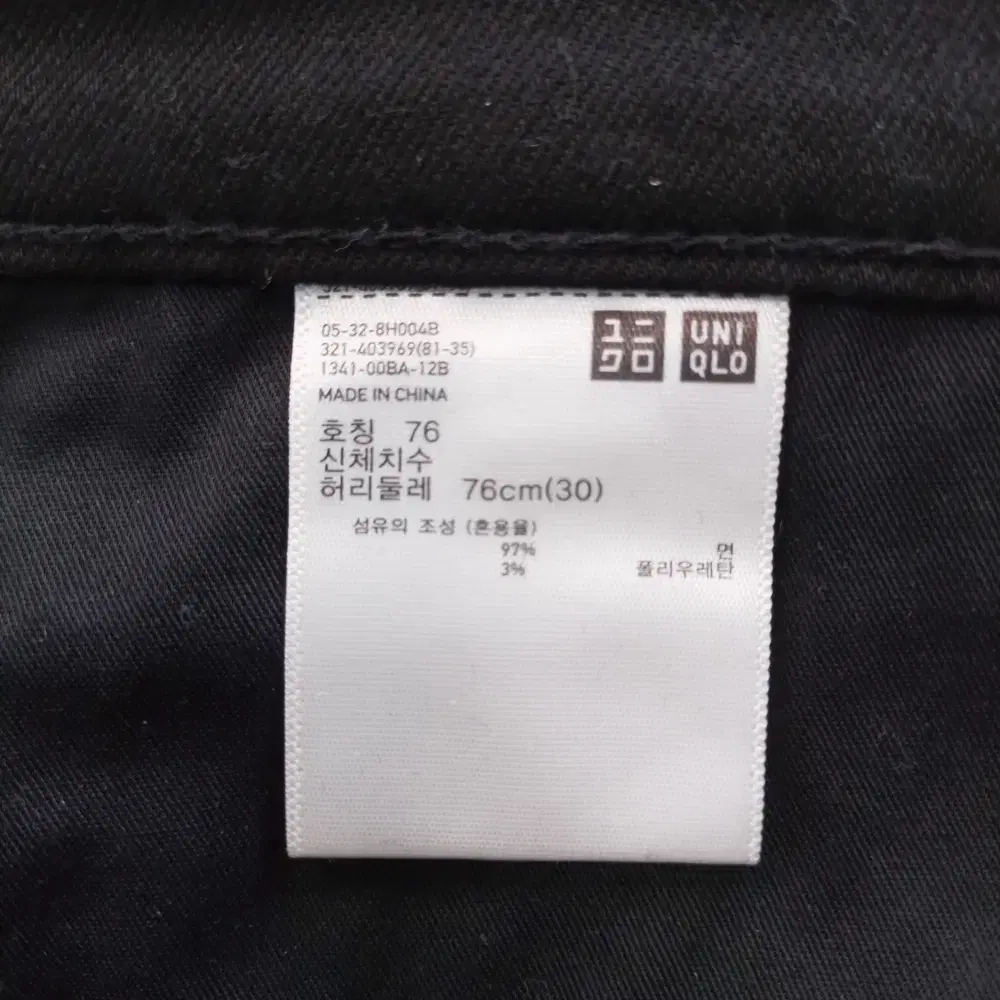 05-32-8H004B
321-403969(81-35)
1341-00BA-12B
MADE IN CHINA
ユニ
クロ
UNI
QLO
호칭 76
신체치수
허리둘레 76cm(30)
섬유의 조성 (혼용율)
97% 면
3% 폴리우레탄